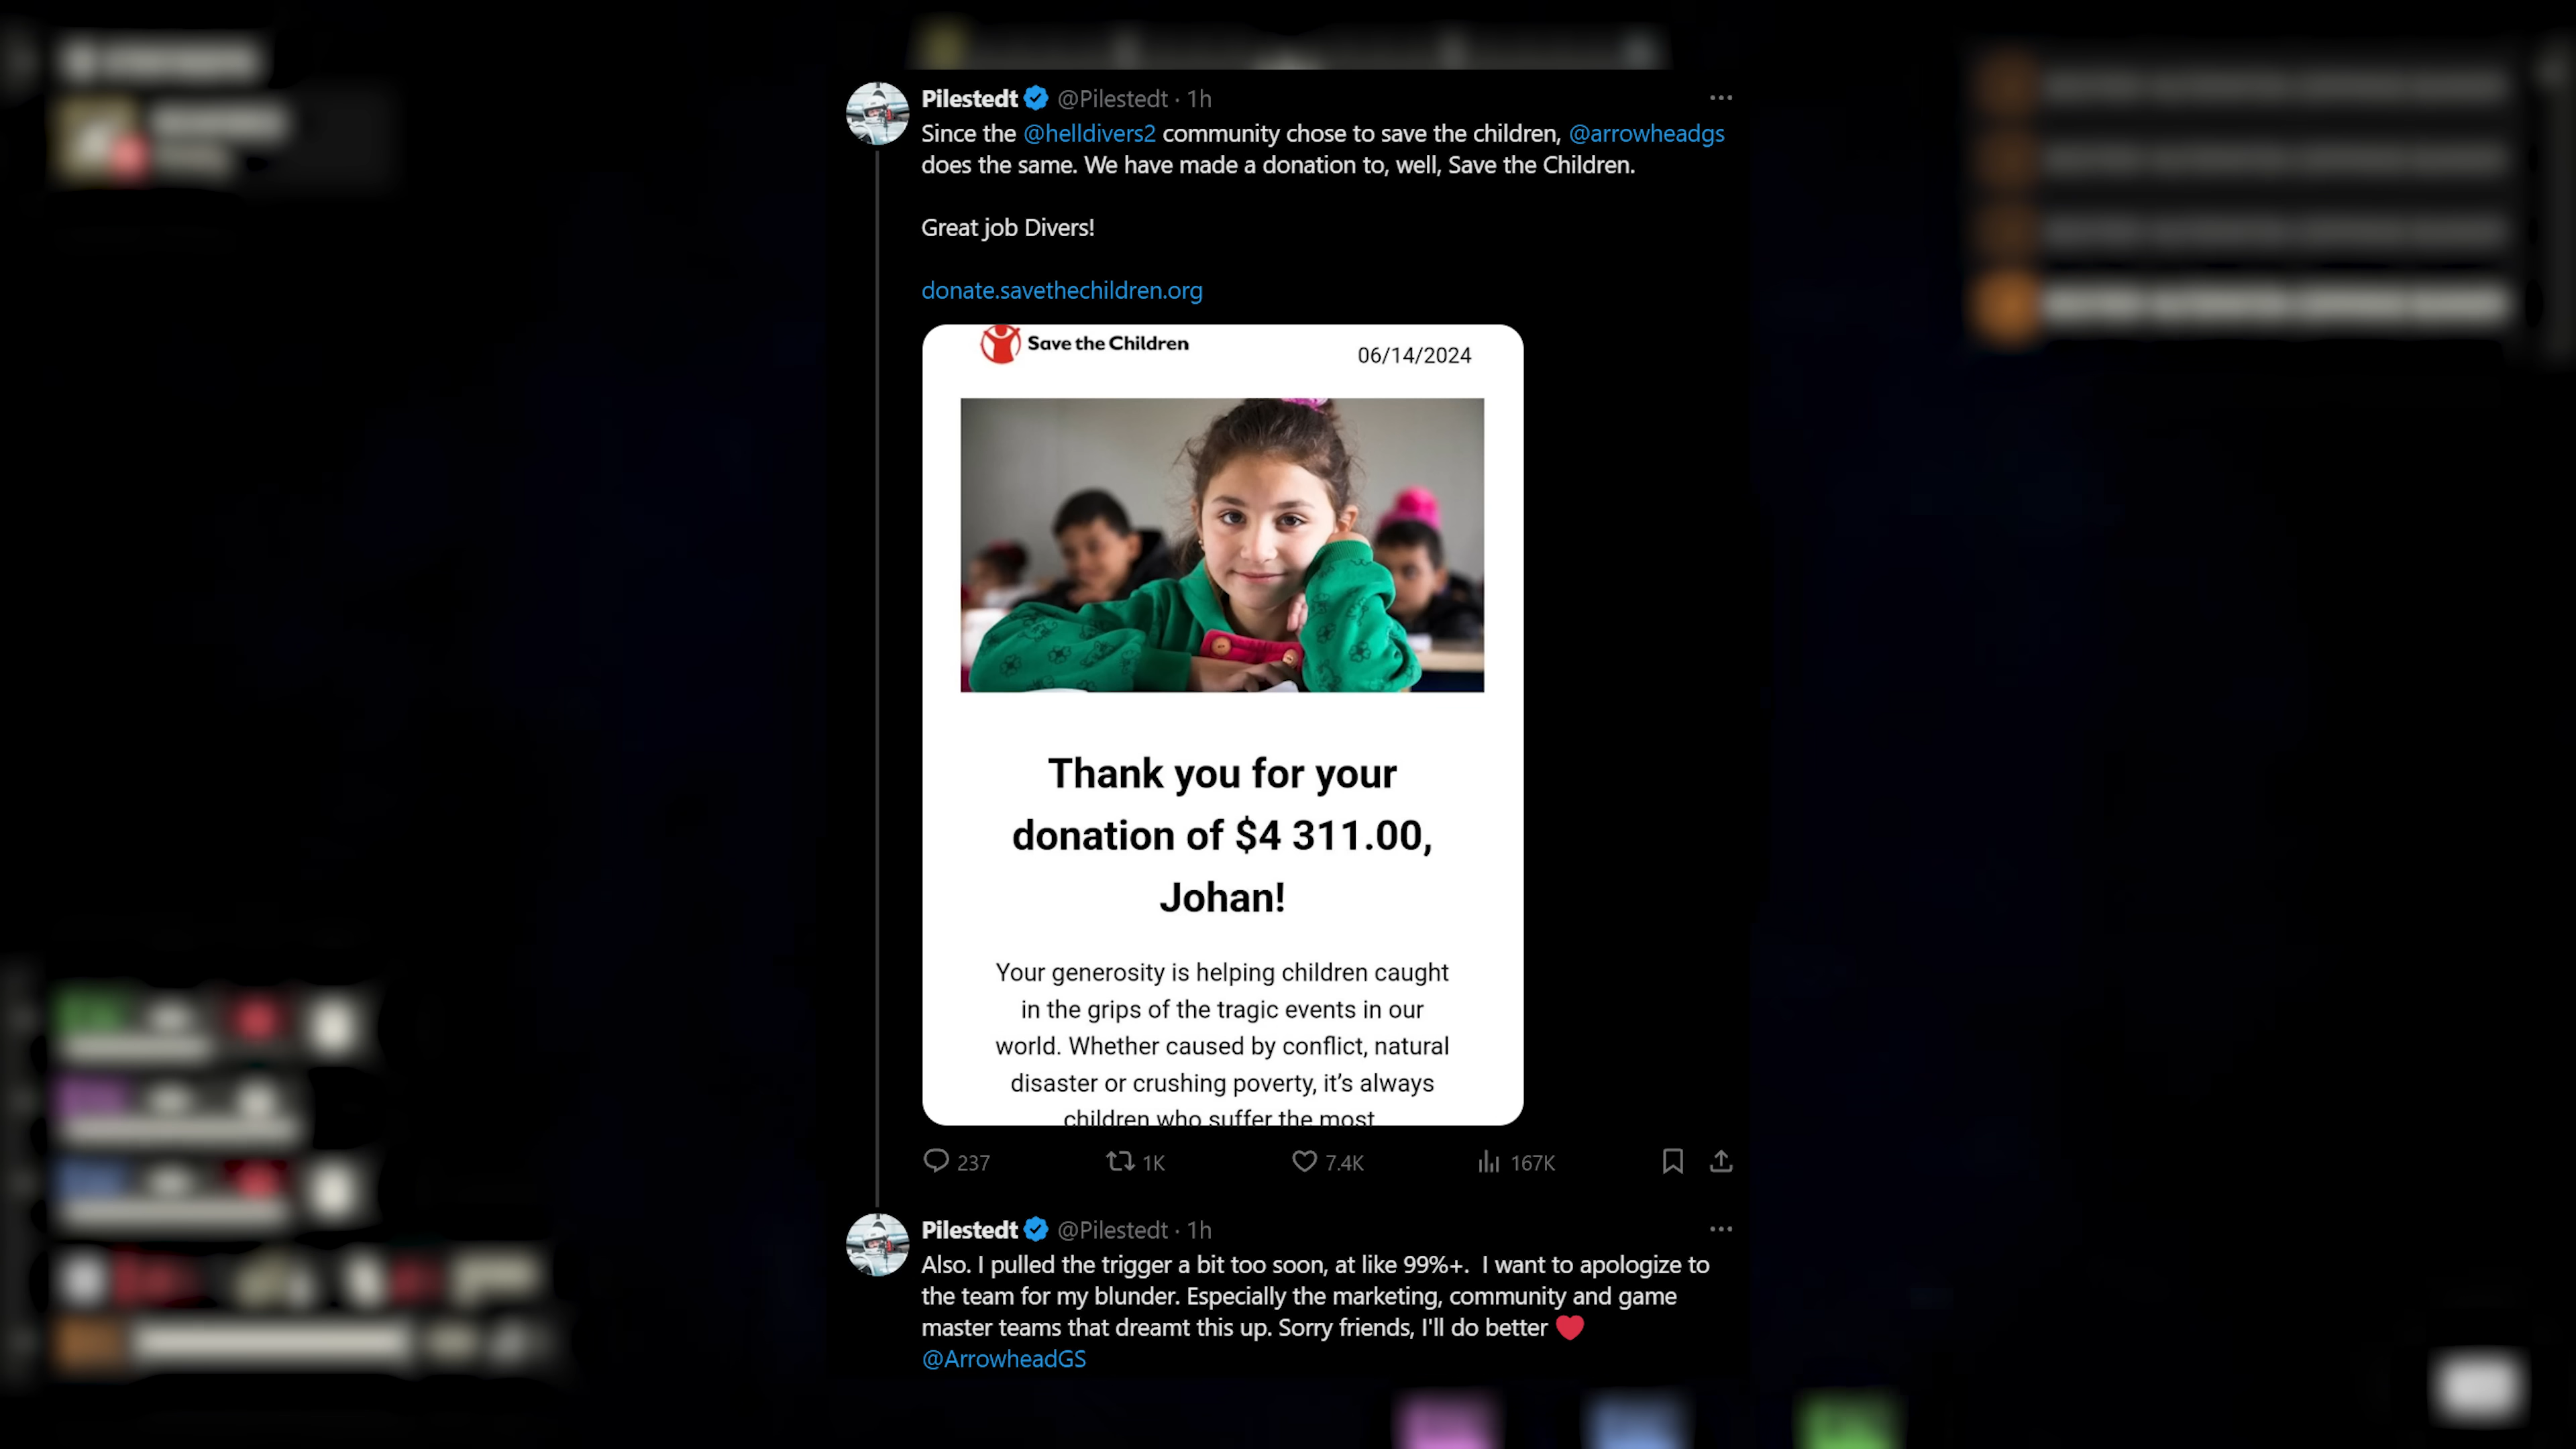 Pilestedt @Pilestedt · 1h
Since the @helldivers2 community chose to save the children, @arrowheadgs
does the same. We have made a donation to, well, Save the Children.
Great job Divers!
donate.savethechildren.org
Save the Children
06/14/2024
Thank you for your
donation of $4 311.00,
Johan!
Your generosity is helping children caught
in the grips of the tragic events in our
world. Whether caused by conflict, natural
disaster or crushing poverty, it's always
children who suffer the most
237 1K 7.4K 167K
Pilestedt @Pilestedt · 1h
Also. I pulled the trigger a bit too soon, at like 99%+. I want to apologize to
the team for my blunder. Especially the marketing, community and game
master teams that dreamt this up. Sorry friends, I'll do better ❤️
@ArrowheadGS